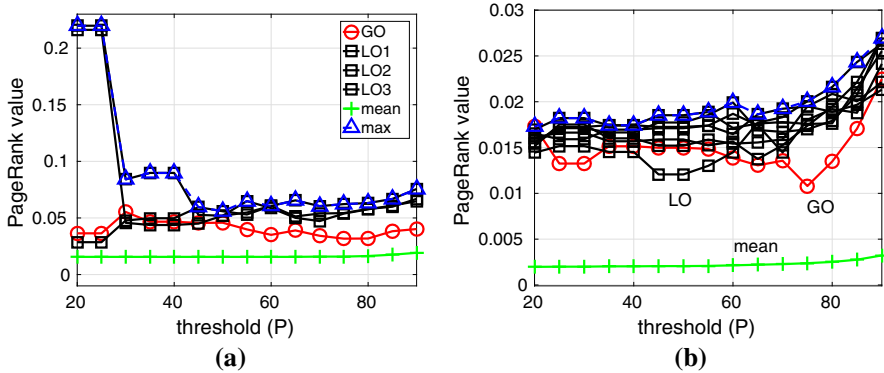 PageRank value
0.2
0.15
0.1
0.05
0
20
40
60
80
threshold (P)
GO
LO1
LO2
LO3
mean
max
(a)
PageRank value
0.03
0.025
0.02
0.015
0.01
0.005
0
20
40
60
80
threshold (P)
LO
GO
mean
(b)